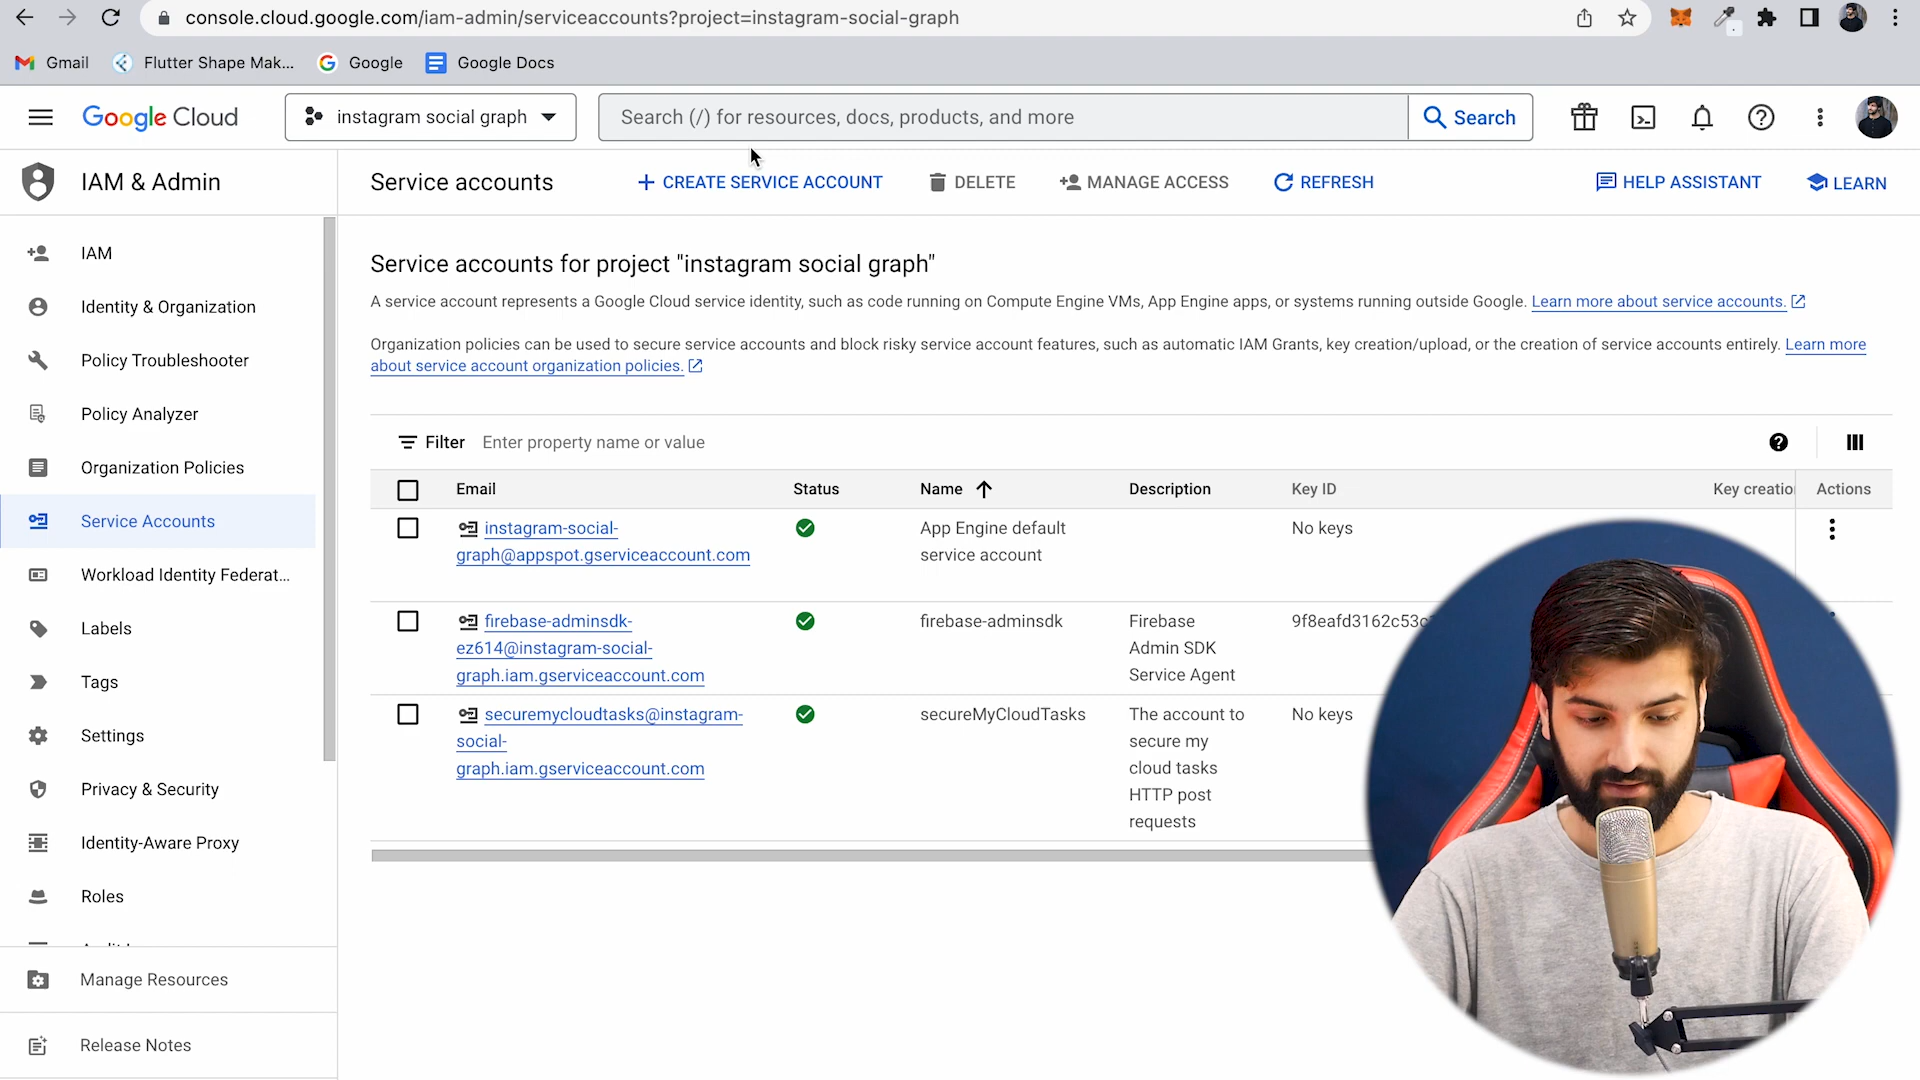 console.cloud.google.com/iam-admin/serviceaccounts?project=instagram-social-graph
Gmail
Flutter Shape Mak...
Google
Google Docs
Google Cloud
instagram social graph
Search (/) for resources, docs, products, and more
Search
IAM & Admin
Service accounts
CREATE SERVICE ACCOUNT
DELETE
MANAGE ACCESS
REFRESH
HELP ASSISTANT
LEARN
IAM
Identity & Organization
Policy Troubleshooter
Policy Analyzer
Organization Policies
Service Accounts
Workload Identity Federat...
Labels
Tags
Settings
Privacy & Security
Identity-Aware Proxy
Roles
Manage Resources
Release Notes
Service accounts for project "instagram social graph"
A service account represents a Google Cloud service identity, such as code running on Compute Engine VMs, App Engine apps, or systems running outside Google. Learn more about service accounts.
Organization policies can be used to secure service accounts and block risky service account features, such as automatic IAM Grants, key creation/upload, or the creation of service accounts entirely. Learn more
about service account organization policies.
Filter Enter property name or value
Email Status Name Description Key ID Key creatio Actions
instagram-social-
graph@appspot.gserviceaccount.com
App Engine default
service account
No keys
firebase-adminsdk-
ez614@instagram-social-
graph.iam.gserviceaccount.com
firebase-adminsdk
Firebase
Admin SDK
Service Agent
9f8eafd3162c53c
securemycloudtasks@instagram-
social-
graph.iam.gserviceaccount.com
secureMyCloudTasks
The account to
secure my
cloud tasks
HTTP post
requests
No keys